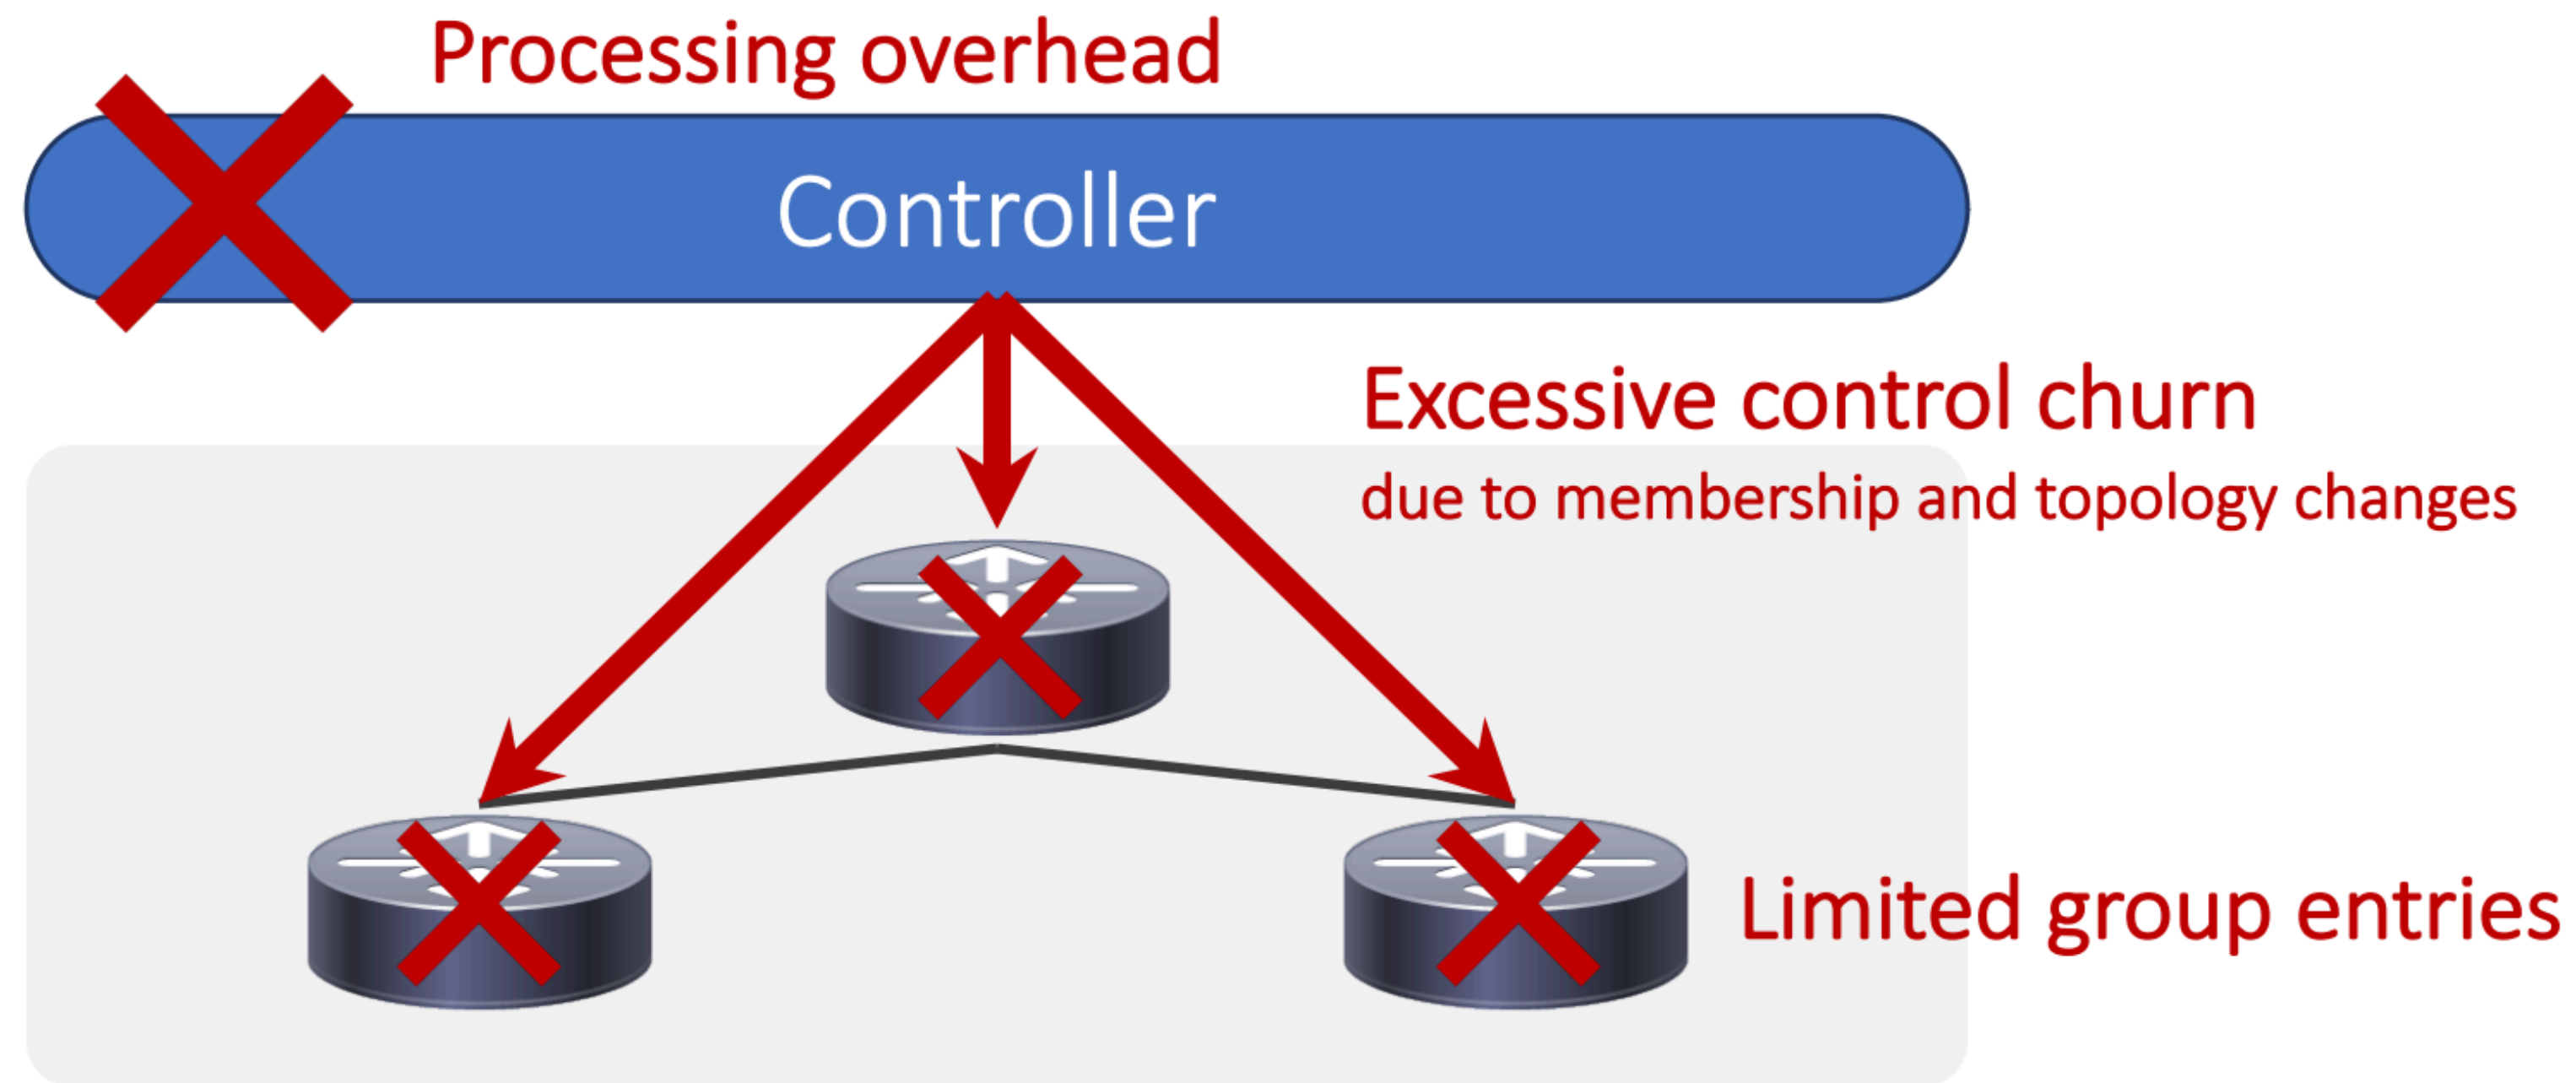 Processing overhead
Controller
Excessive control churn
due to membership and topology changes
Limited group entries